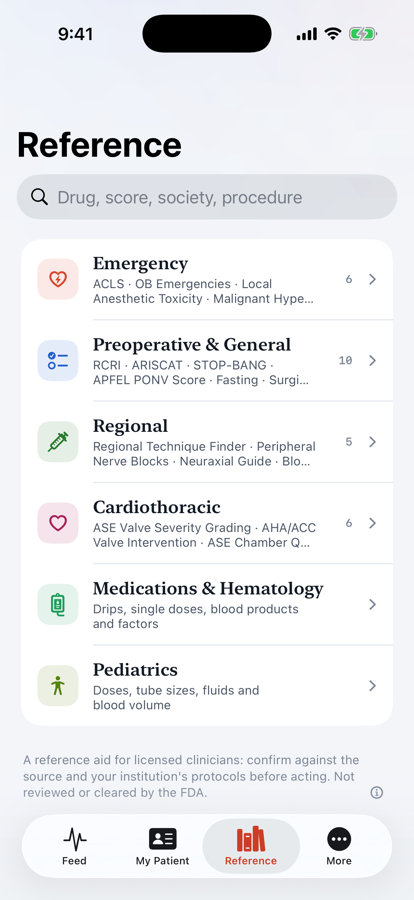 9:41
Reference
Drug, score, society, procedure
Emergency
ACLS · OB Emergencies · Local
Anesthetic Toxicity · Malignant Hype...
6
Preoperative & General
RCRI · ARISCAT · STOP-BANG ·
APFEL PONV Score · Fasting · Surgi...
10
Regional
Regional Technique Finder · Peripheral
Nerve Blocks · Neuraxial Guide · Blo...
5
Cardiothoracic
ASE Valve Severity Grading · AHA/ACC
Valve Intervention · ASE Chamber Q...
6
Medications & Hematology
Drips, single doses, blood products
and factors
Pediatrics
Doses, tube sizes, fluids and
blood volume
A reference aid for licensed clinicians: confirm against the
source and your institution's protocols before acting. Not
reviewed or cleared by the FDA.
Feed
My Patient
Reference
More